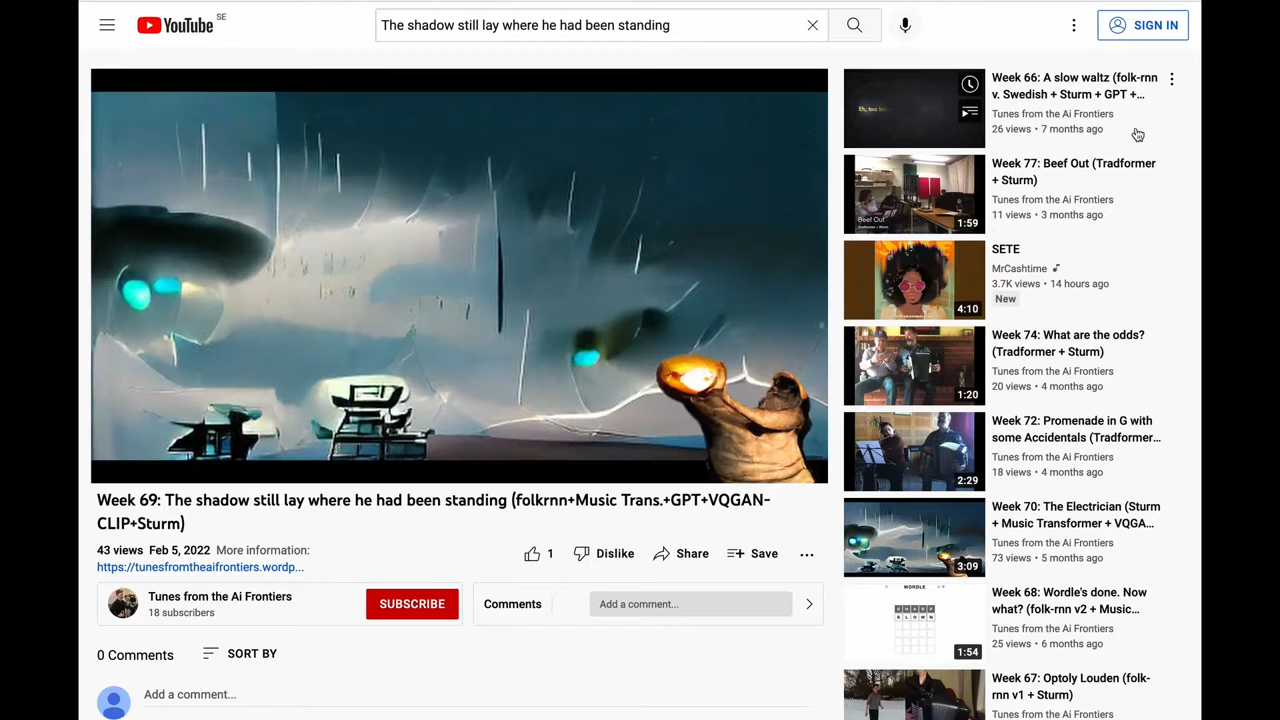 YouTube SE
The shadow still lay where he had been standing
SIGN IN
Week 69: The shadow still lay where he had been standing (folkrnn+Music Trans.+GPT+VQGAN-
CLIP+Sturm)
43 views Feb 5, 2022 More information:
https://tunesfromtheaifrontiers.wordp...
1
Dislike
Share
Save
Tunes from the Ai Frontiers
18 subscribers
SUBSCRIBE
Comments
Add a comment...
0 Comments
SORT BY
Add a comment...
Week 66: A slow waltz (folk-rnn
v. Swedish + Sturm + GPT +...
Tunes from the Ai Frontiers
26 views • 7 months ago
Beef Out
1:59
Week 77: Beef Out (Tradformer
+ Sturm)
Tunes from the Ai Frontiers
11 views • 3 months ago
4:10
SETE
MrCashtime
3.7K views • 14 hours ago
New
1:20
Week 74: What are the odds?
(Tradformer + Sturm)
Tunes from the Ai Frontiers
20 views • 4 months ago
2:29
Week 72: Promenade in G with
some Accidentals (Tradformer...
Tunes from the Ai Frontiers
18 views • 4 months ago
3:09
Week 70: The Electrician (Sturm
+ Music Transformer + VQGA...
Tunes from the Ai Frontiers
73 views • 5 months ago
WORDLE
1:54
Week 68: Wordle's done. Now
what? (folk-rnn v2 + Music...
Tunes from the Ai Frontiers
25 views • 6 months ago
Week 67: Optoly Louden (folk-
rnn v1 + Sturm)
Tunes from the Ai Frontiers